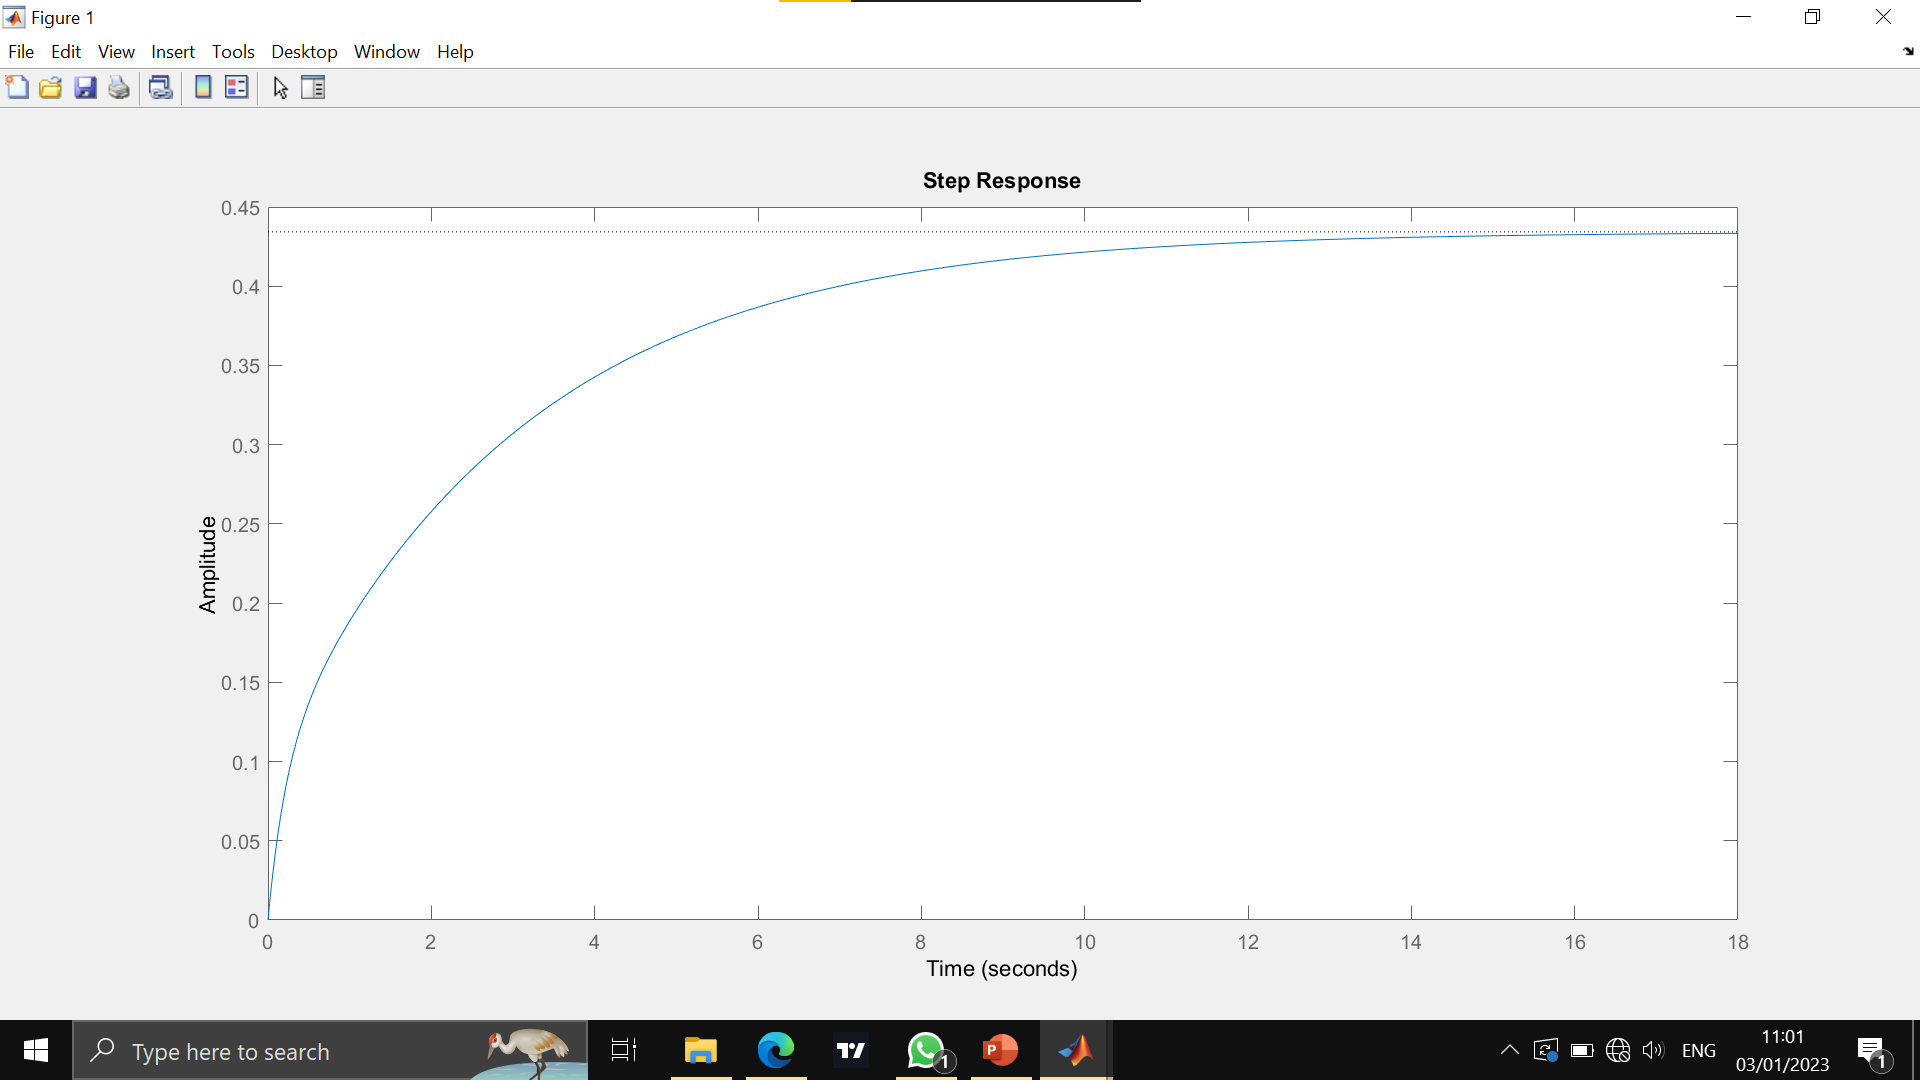 Figure 1
File Edit View Insert Tools Desktop Window Help
Step Response
0.45
0.4
0.35
0.3
0.25
0.2
0.15
0.1
0.05
0
Amplitude
0 2 4 6 8 10 12 14 16 18
Time (seconds)
Type here to search
1
P
ENG
11:01
03/01/2023
1